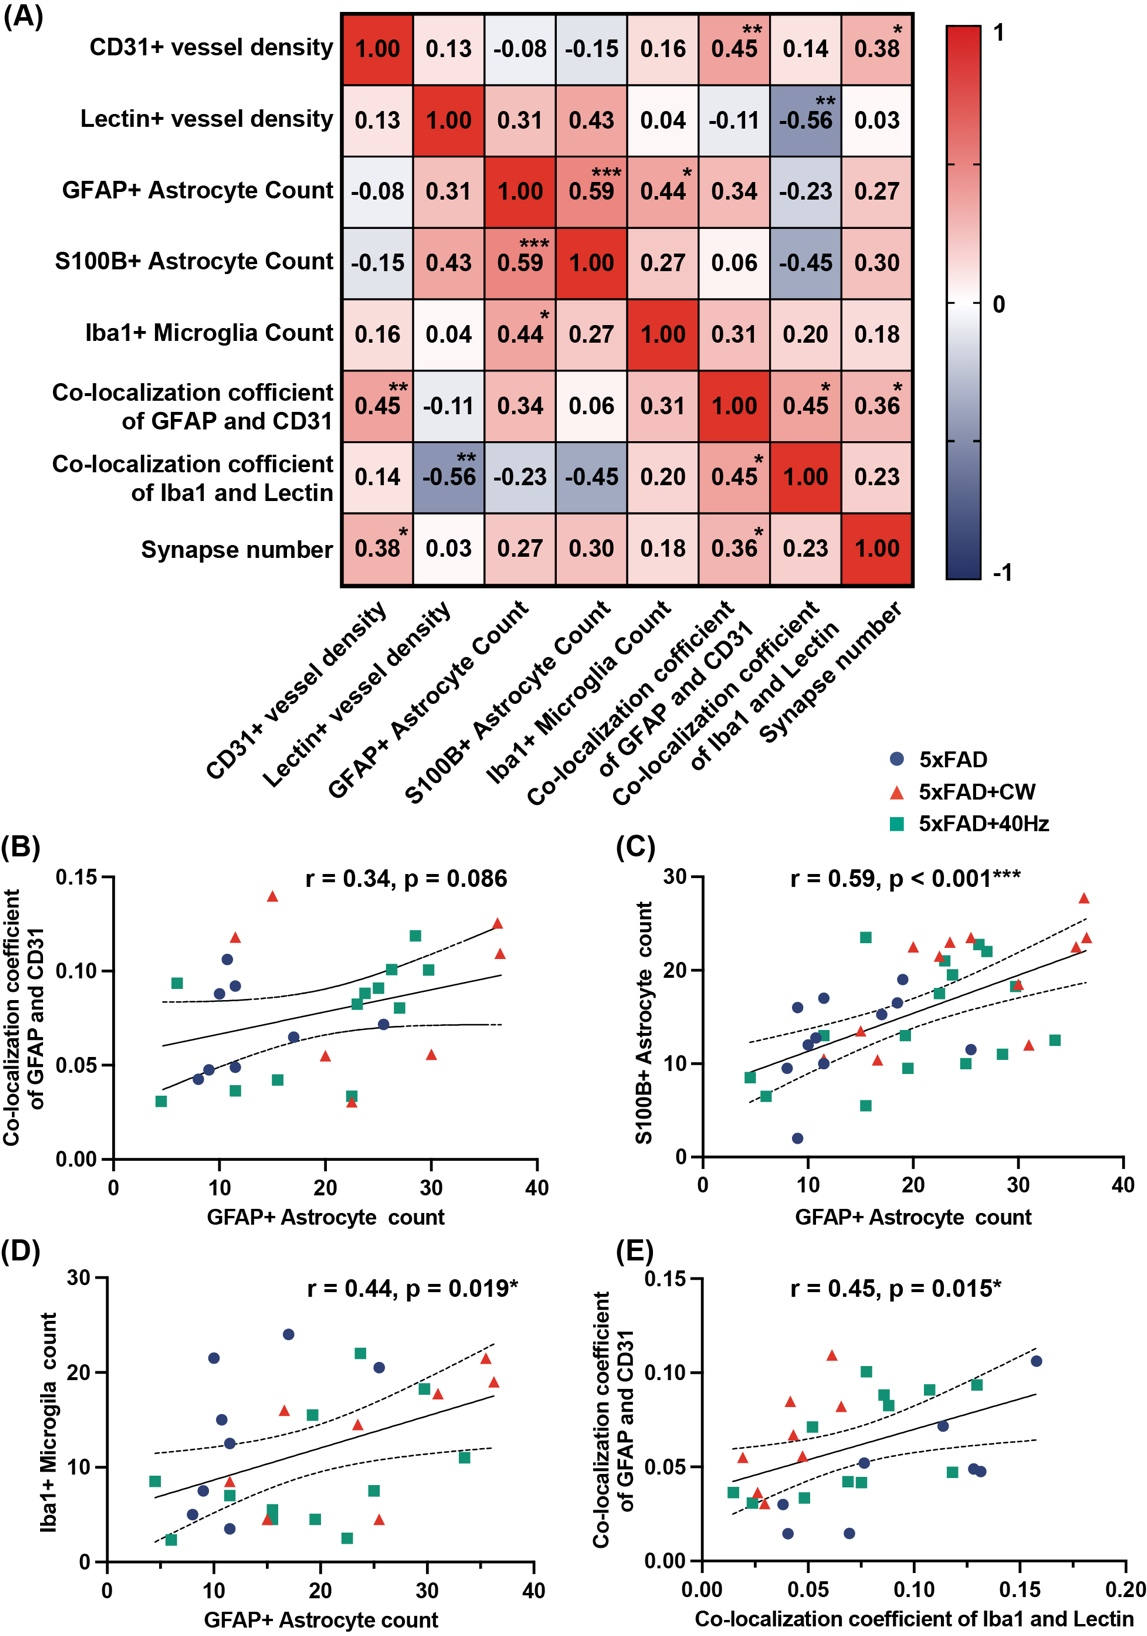 (A)
CD31+ vessel density 1.00 0.13 -0.08 -0.15 0.16 0.45** 0.14 0.38*
Lectin+ vessel density 0.13 1.00 0.31 0.43 0.04 -0.11 -0.56** 0.03
GFAP+ Astrocyte Count -0.08 0.31 1.00 0.59*** 0.44* 0.34 -0.23 0.27
S100B+ Astrocyte Count -0.15 0.43 0.59*** 1.00 0.27 0.06 -0.45 0.30
Iba1+ Microglia Count 0.16 0.04 0.44* 0.27 1.00 0.31 0.20 0.18
Co-localization cofficient
of GFAP and CD31 0.45** -0.11 0.34 0.06 0.31 1.00 0.45* 0.36*
Co-localization cofficient
of Iba1 and Lectin 0.14 -0.56** -0.23 -0.45 0.20 0.45* 1.00 0.23
Synapse number 0.38* 0.03 0.27 0.30 0.18 0.36* 0.23 1.00
1
0
-1
CD31+ vessel density
Lectin+ vessel density
GFAP+ Astrocyte Count
S100B+ Astrocyte Count
Iba1+ Microglia Count
Co-localization cofficient
of GFAP and CD31
Co-localization cofficient
of Iba1 and Lectin
Synapse number
5xFAD
5xFAD+CW
5xFAD+40Hz
(B)
r = 0.34, p = 0.086
Co-localization coefficient
of GFAP and CD31
0.15
0.10
0.05
0.00
0 10 20 30 40
GFAP+ Astrocyte count
(C)
r = 0.59, p < 0.001***
S100B+ Astrocyte count
30
20
10
0
0 10 20 30 40
GFAP+ Astrocyte count
(D)
r = 0.44, p = 0.019*
Iba1+ Microgila count
30
20
10
0
0 10 20 30 40
GFAP+ Astrocyte count
(E)
r = 0.45, p = 0.015*
Co-localization coefficient
of GFAP and CD31
0.15
0.10
0.05
0.00
0.00 0.05 0.10 0.15 0.20
Co-localization coefficient of Iba1 and Lectin